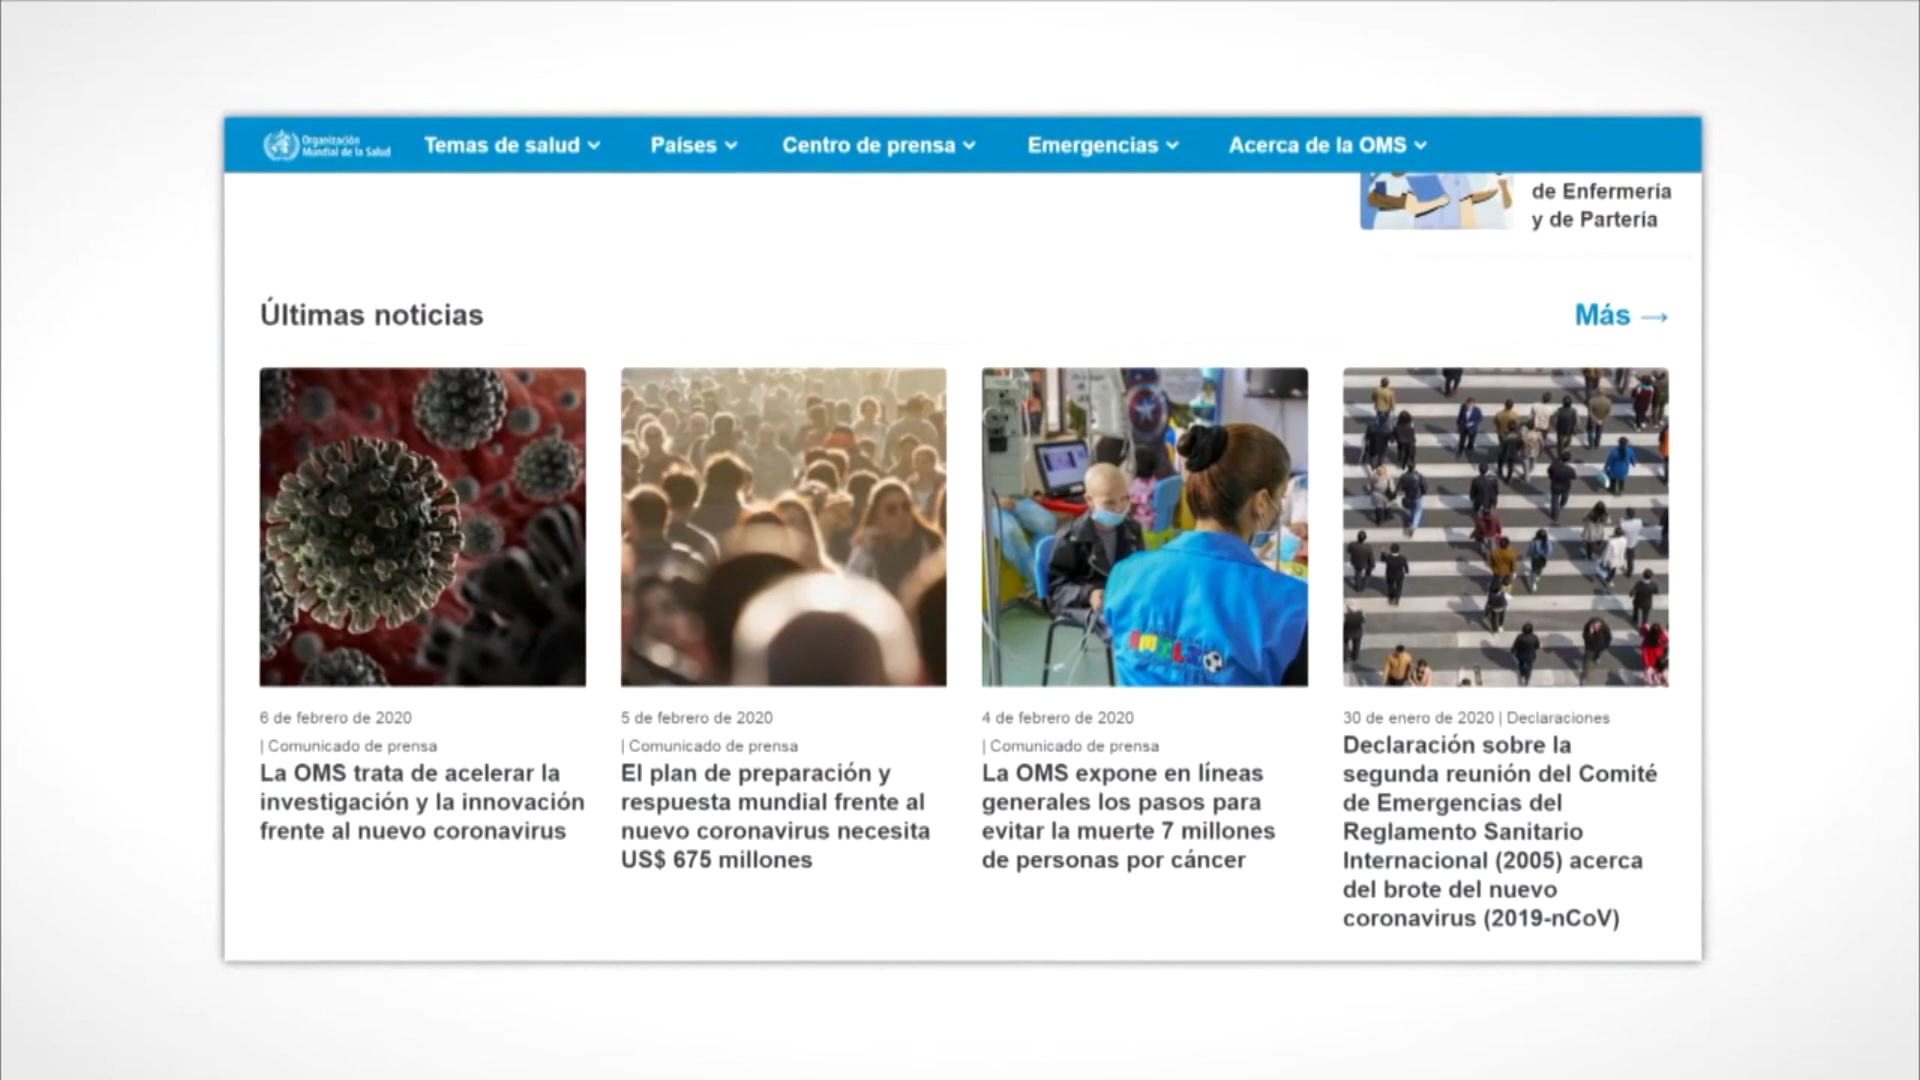 Organización
Mundial de la Salud
Temas de salud
Países
Centro de prensa
Emergencias
Acerca de la OMS
de Enfermería
y de Partería
Últimas noticias
Más →
6 de febrero de 2020
| Comunicado de prensa
La OMS trata de acelerar la
investigación y la innovación
frente al nuevo coronavirus
5 de febrero de 2020
| Comunicado de prensa
El plan de preparación y
respuesta mundial frente al
nuevo coronavirus necesita
US$ 675 millones
4 de febrero de 2020
| Comunicado de prensa
La OMS expone en líneas
generales los pasos para
evitar la muerte 7 millones
de personas por cáncer
30 de enero de 2020 | Declaraciones
Declaración sobre la
segunda reunión del Comité
de Emergencias del
Reglamento Sanitario
Internacional (2005) acerca
del brote del nuevo
coronavirus (2019-nCoV)